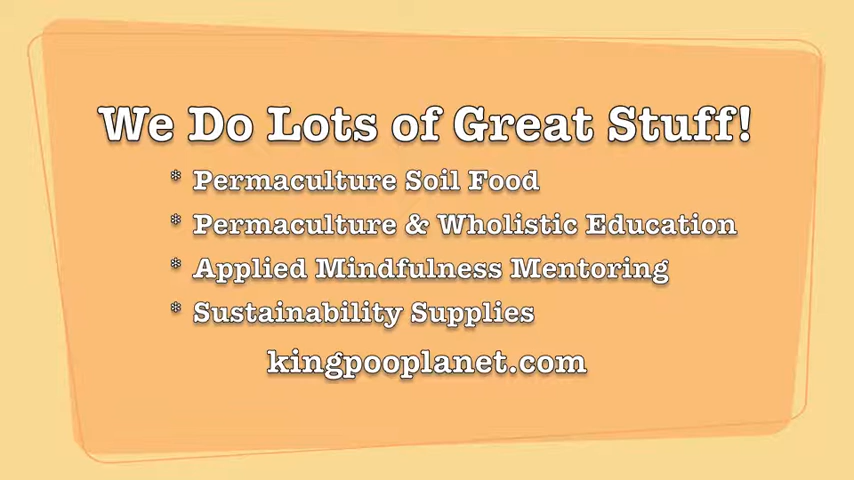 We Do Lots of Great Stuff!
* Permaculture Soil Food
* Permaculture & Wholistic Education
* Applied Mindfulness Mentoring
* Sustainability Supplies
kingpooplanet.com